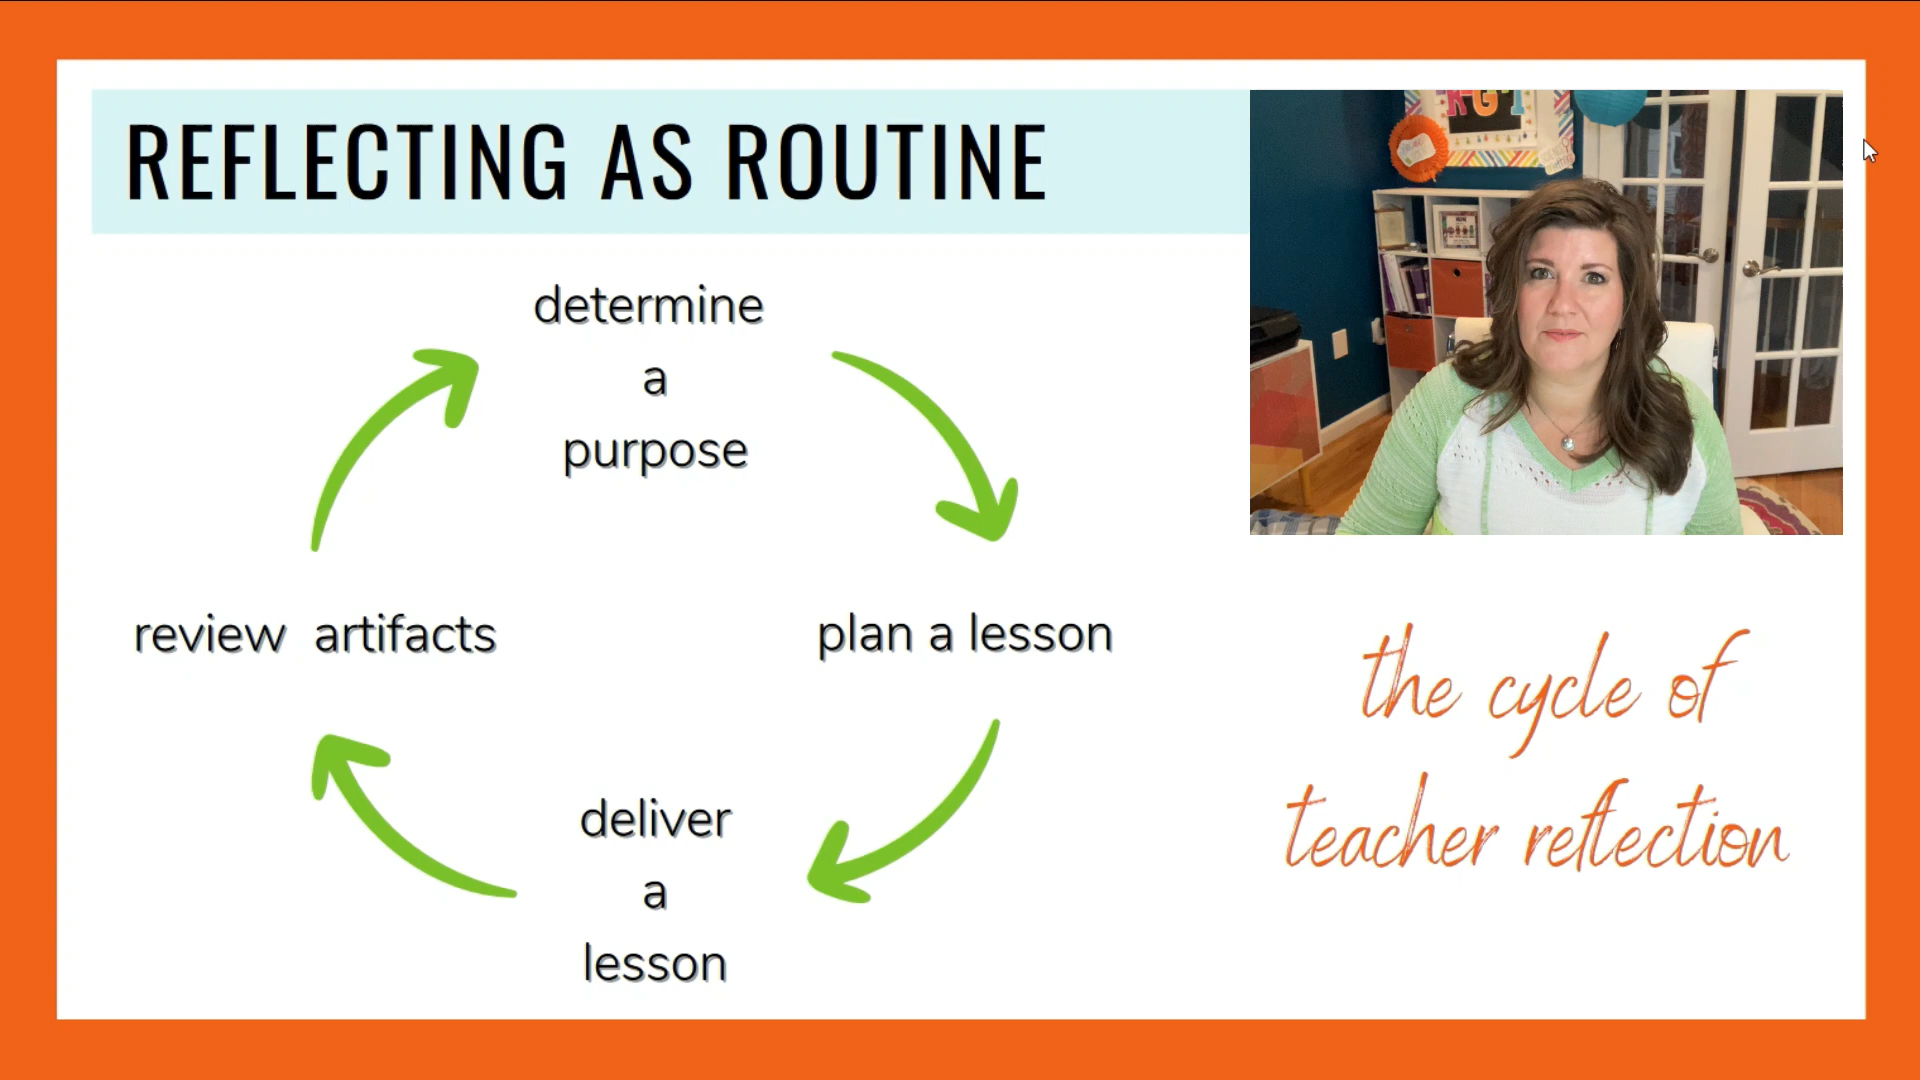 REFLECTING AS ROUTINE
determine
a
purpose
plan a lesson
deliver
a
lesson
review artifacts
the cycle of
teacher reflection